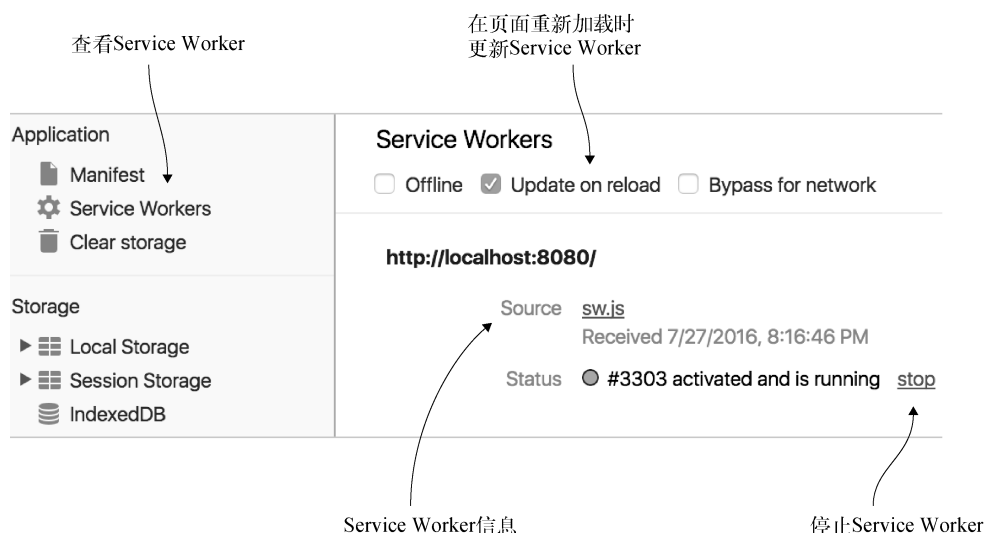 查看Service Worker
在页面重新加载时
更新Service Worker
Application
Manifest
Service Workers
Clear storage
Storage
Local Storage
Session Storage
IndexedDB
Service Workers
Offline Update on reload Bypass for network
http://localhost:8080/
Source sw.js
Received 7/27/2016, 8:16:46 PM
Status #3303 activated and is running stop
Service Worker信息
停止Service Worker